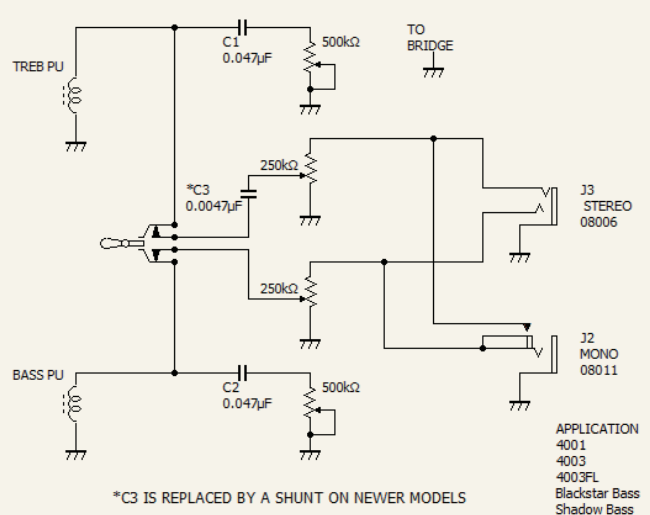 C1
0.047µF
500kΩ
TO
BRIDGE
TREB PU
250kΩ
*C3
0.0047µF
J3
STEREO
08006
250kΩ
J2
MONO
08011
BASS PU
C2
0.047µF
500kΩ
APPLICATION
4001
4003
4003FL
Blackstar Bass
Shadow Bass
*C3 IS REPLACED BY A SHUNT ON NEWER MODELS